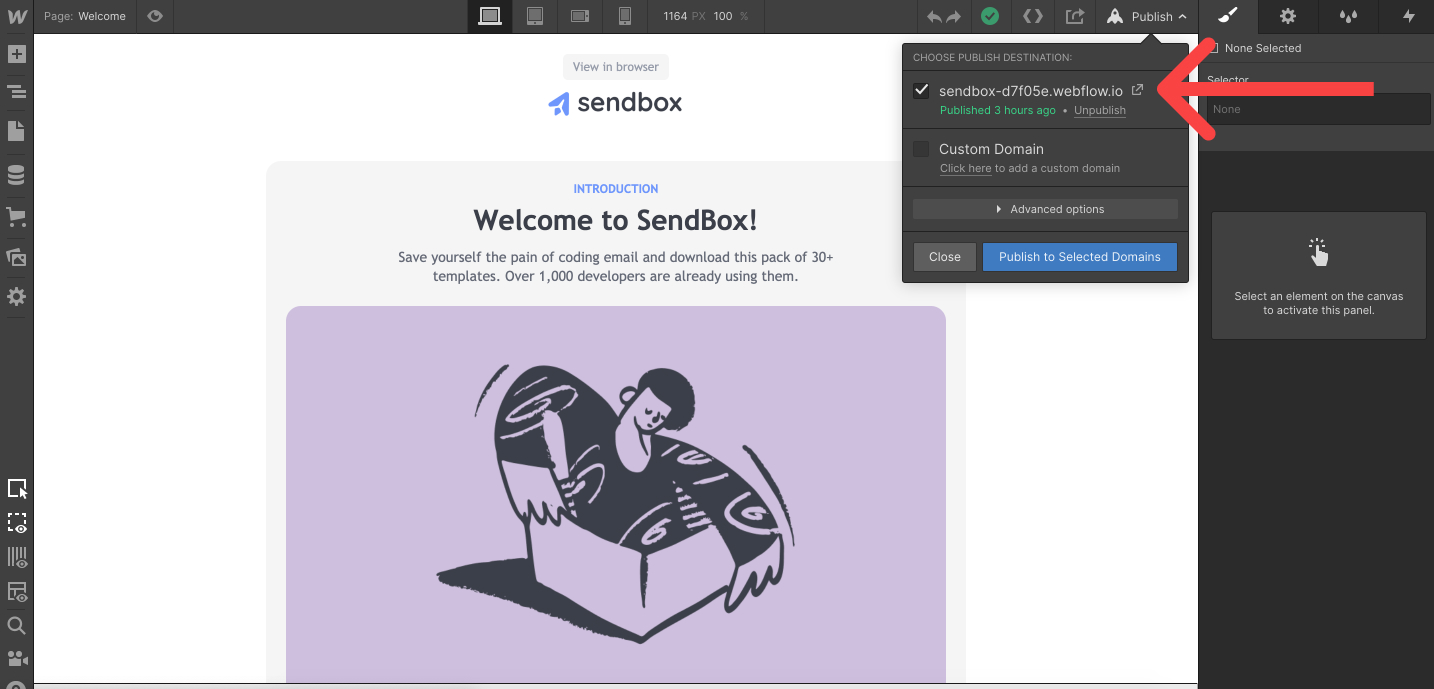 Page: Welcome
1164 PX 100 %
Publish
View in browser
sendbox
INTRODUCTION
Welcome to SendBox!
Save yourself the pain of coding email and download this pack of 30+
templates. Over 1,000 developers are already using them.
CHOOSE PUBLISH DESTINATION:
sendbox-d7f05e.webflow.io
Published 3 hours ago • Unpublish
Custom Domain
Click here to add a custom domain
Advanced options
Close
Publish to Selected Domains
None Selected
Selector
None
Select an element on the canvas
to activate this panel.